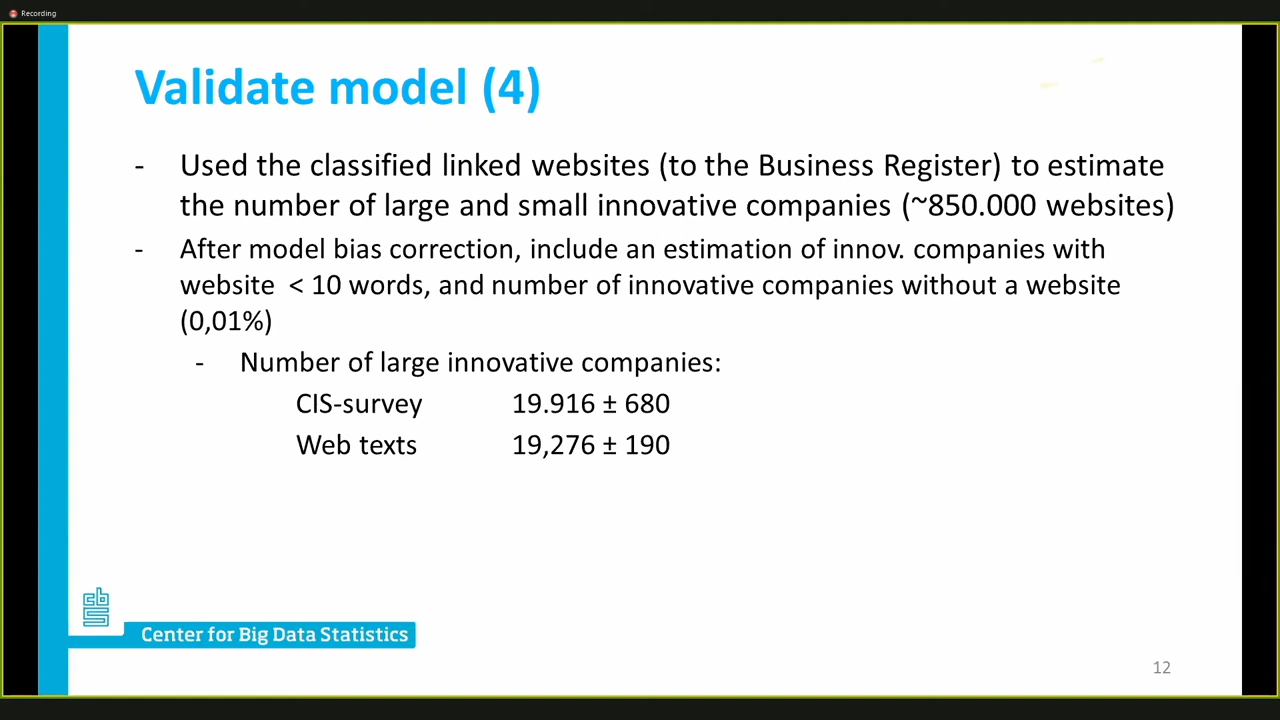 Recording
Validate model (4)
- Used the classified linked websites (to the Business Register) to estimate
the number of large and small innovative companies (~850.000 websites)
- After model bias correction, include an estimation of innov. companies with
website < 10 words, and number of innovative companies without a website
(0,01%)
- Number of large innovative companies:
CIS-survey 19.916 ± 680
Web texts 19,276 ± 190
cbs
Center for Big Data Statistics
12